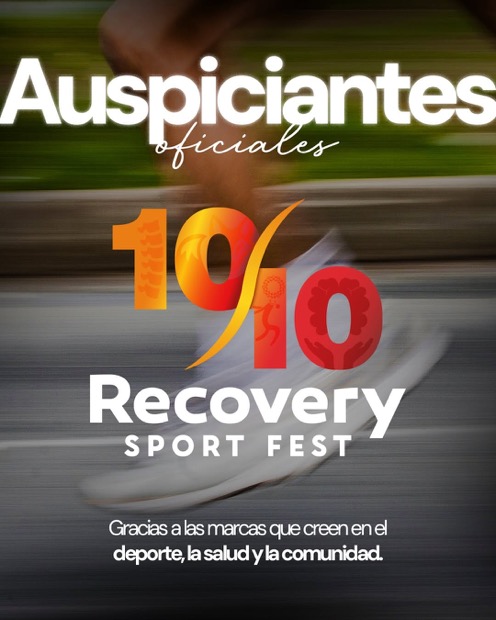 Auspiciantes
oficiales
10/10
Recovery
SPORT FEST
Gracias a las marcas que creen en el
deporte, la salud y la comunidad.